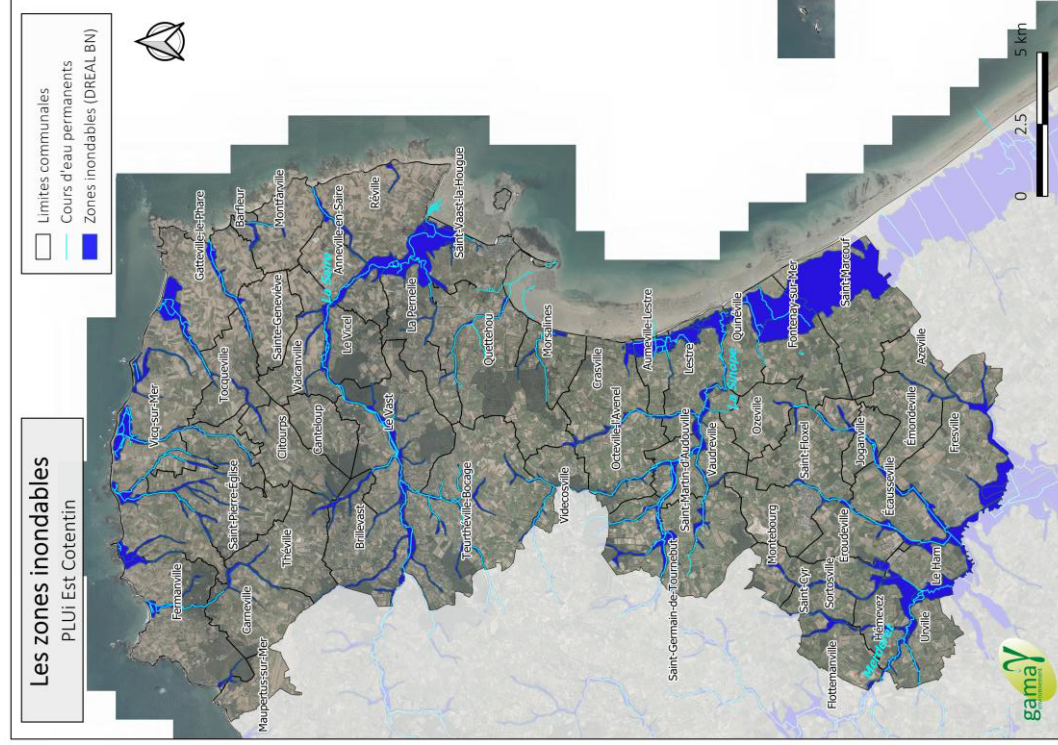 Les zones inondables
PLUi Est Cotentin
Limites communales
Cours d'eau permanents
Zones inondables (DREAL BN)
Gatteville-le-Phare
Barfleur
Montfarville
Réville
Anneville-en-Saire
Saint-Vaast-la-Hougue
La Saire
Sainte-Geneviève
Valcanville
Le Vicel
La Pernelle
Quettehou
Morsalines
Tocqueville
Vicq-sur-Mer
Clitourps
Canteloup
Le Vast
Saint-Pierre-Eglise
Théville
Brillevast
Teurthéville-Bocage
Videcosville
Fermanville
Carneville
Maupertus-sur-Mer
Crasville
Aumeville-Lestre
Octeville-l'Avenel
Lestre
Quinéville
La Sinope
Fontenay-sur-Mer
Saint-Marcouf
Saint-Martin-d'Audouville
Vaudreville
Ozeville
Saint-Germain-de-Tournebut
Saint-Floxel
Montebourg
Joganville
Azeville
Émondeville
Fresville
Écausseville
Éroudeville
Saint-Cyr
Sortosville
Le Ham
Hémevez
Urville
Flottemanville
Merderet
0
2.5
5 km
gama
environnement